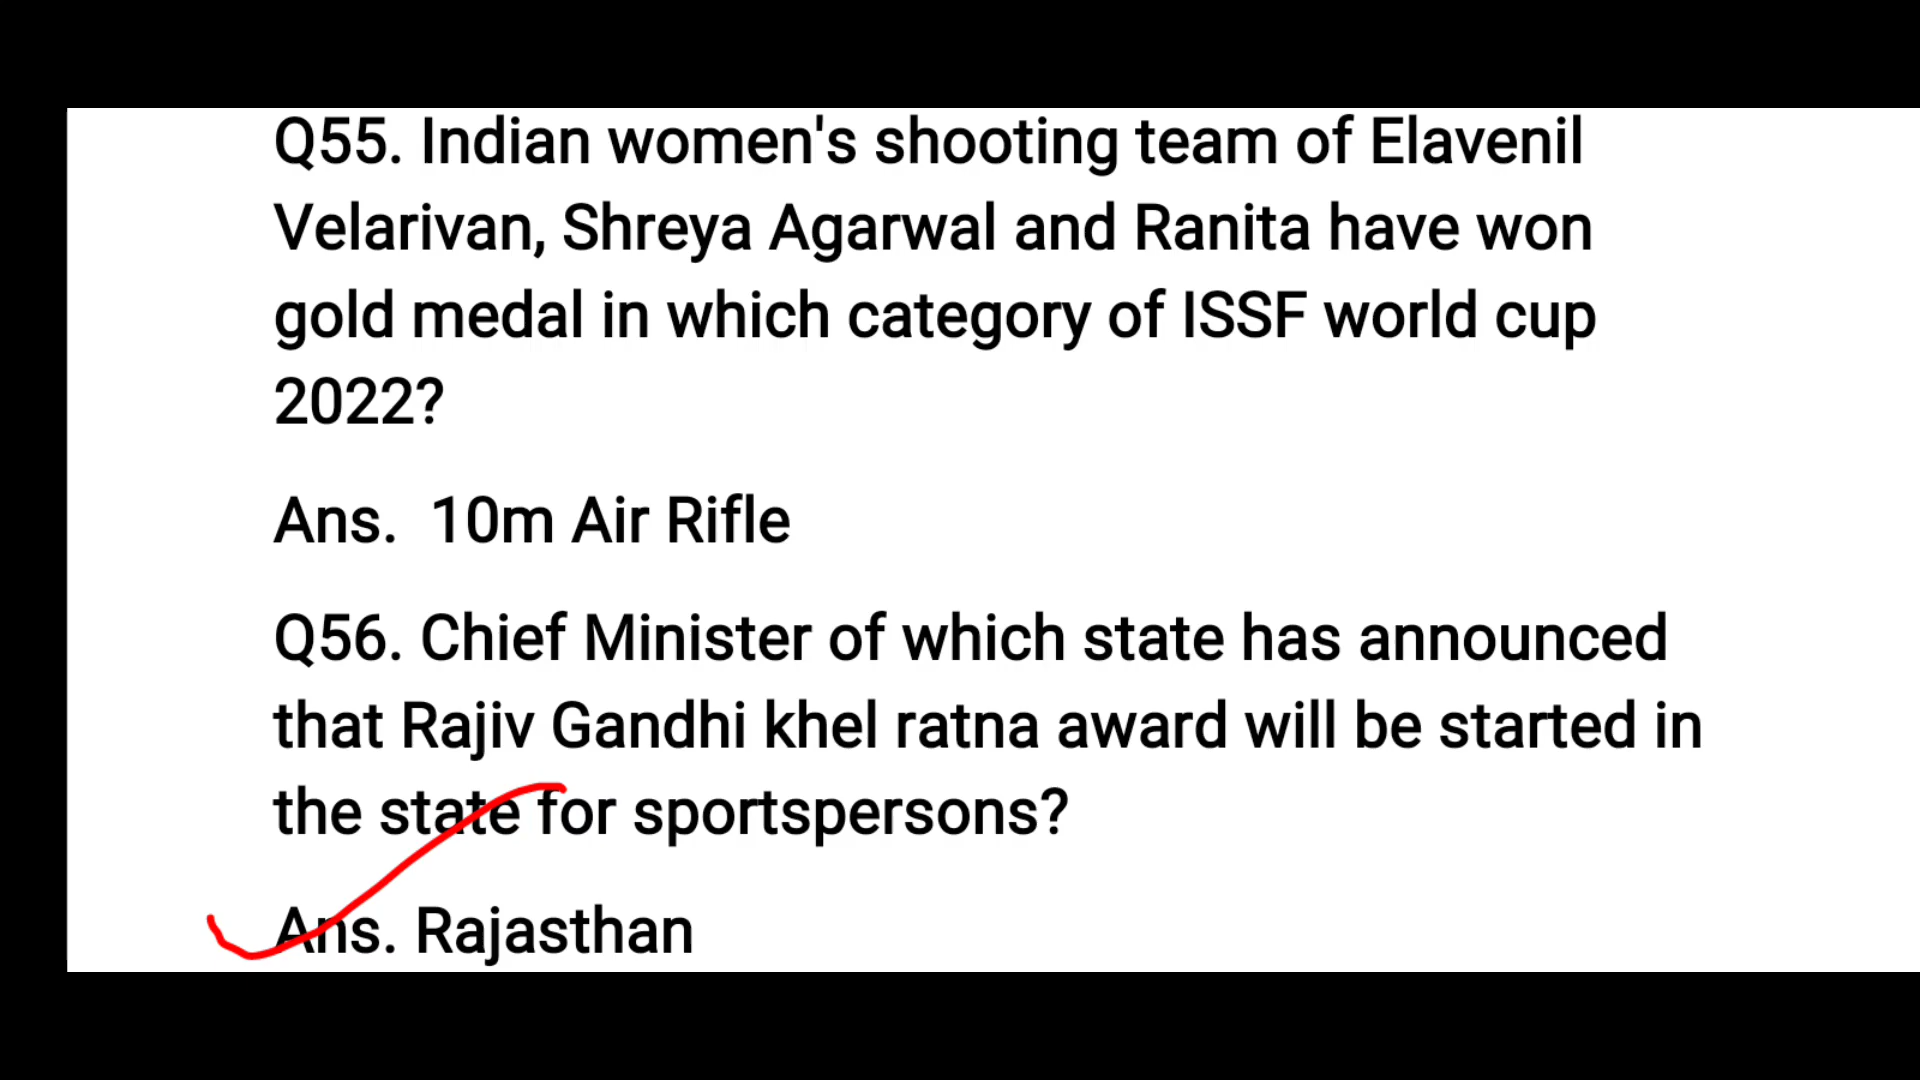 Q55. Indian women's shooting team of Elavenil
Velarivan, Shreya Agarwal and Ranita have won
gold medal in which category of ISSF world cup
2022?
Ans.  10m Air Rifle
Q56. Chief Minister of which state has announced
that Rajiv Gandhi khel ratna award will be started in
the state for sportspersons?
Ans. Rajasthan